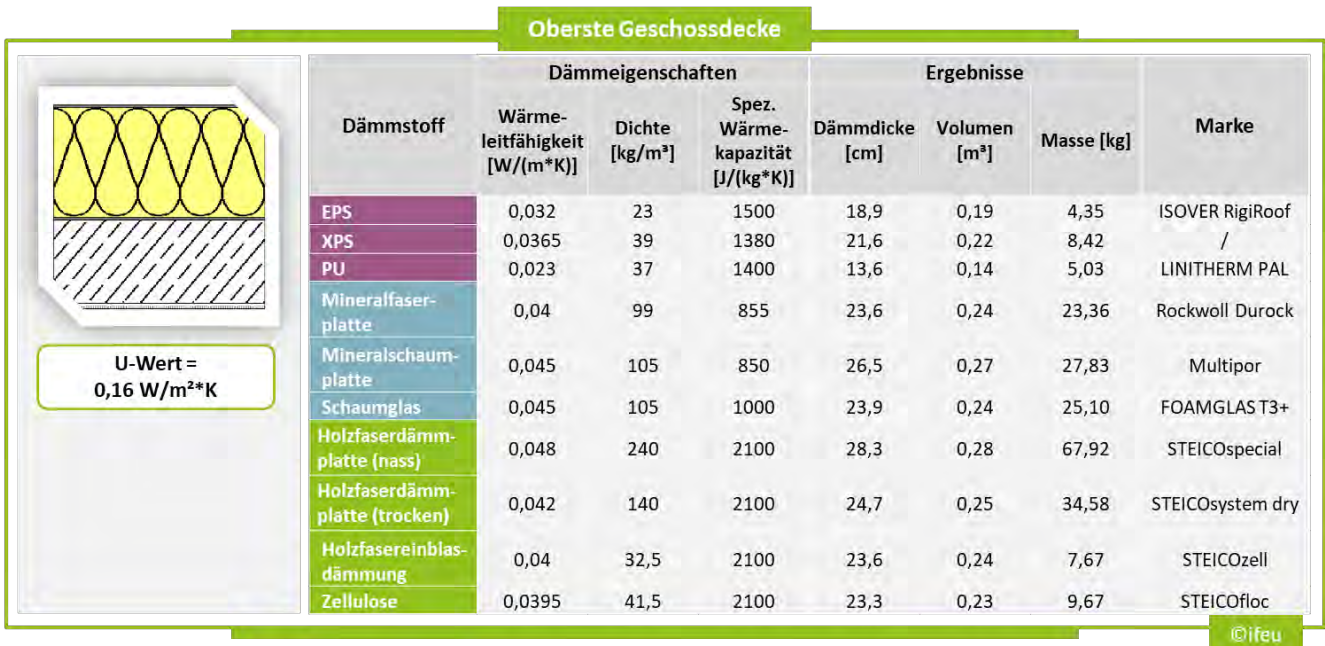 Oberste Geschossdecke
Dämmeigenschaften Ergebnisse
Dämmstoff Wärme-leitfähigkeit [W/(m*K)] Dichte [kg/m³] Spez. Wärme-kapazität [J/(kg*K)] Dämmdicke [cm] Volumen [m³] Masse [kg] Marke
EPS 0,032 23 1500 18,9 0,19 4,35 ISOVER RigiRoof
XPS 0,0365 39 1380 21,6 0,22 8,42 /
PU 0,023 37 1400 13,6 0,14 5,03 LINITHERM PAL
Mineralfaser-
platte 0,04 99 855 23,6 0,24 23,36 Rockwoll Durock
Mineralschaum-
platte 0,045 105 850 26,5 0,27 27,83 Multipor
Schaumglas 0,045 105 1000 23,9 0,24 25,10 FOAMGLAS T3+
Holzfaserdämm-
platte (nass) 0,048 240 2100 28,3 0,28 67,92 STEICOspecial
Holzfaserdämm-
platte (trocken) 0,042 140 2100 24,7 0,25 34,58 STEICOsystem dry
Holzfasereinblas-
dämmung 0,04 32,5 2100 23,6 0,24 7,67 STEICOzell
Zellulose 0,0395 41,5 2100 23,3 0,23 9,67 STEICOfloc
U-Wert =
0,16 W/m²*K
©ifeu